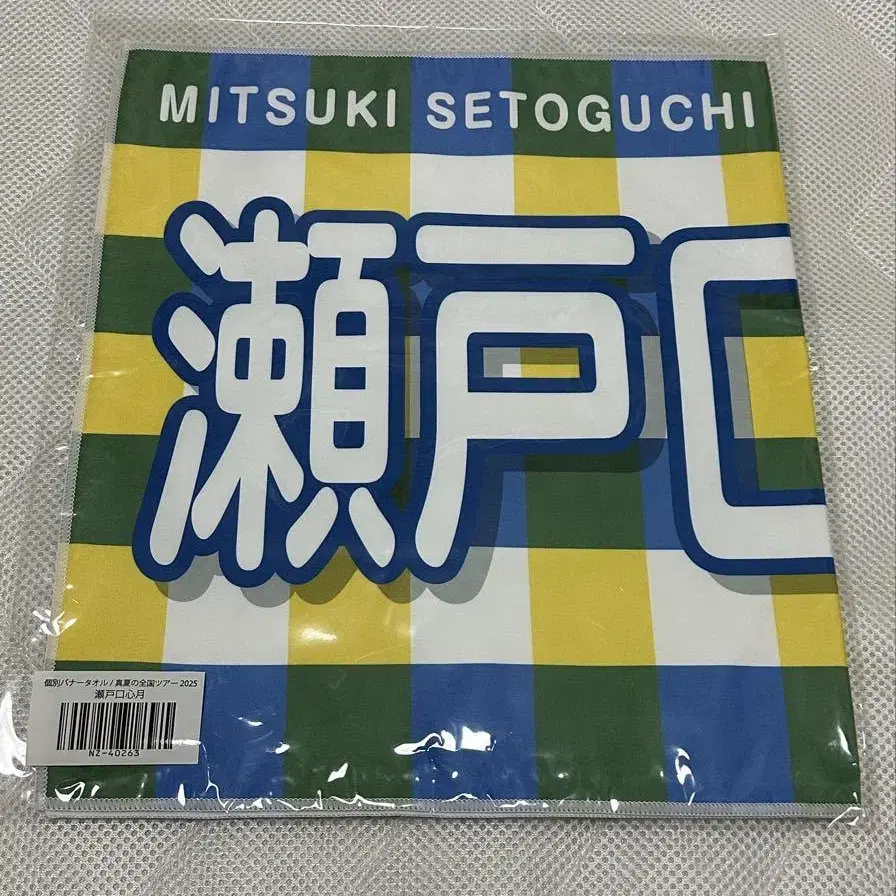 MITSUKI SETOGUCHI
瀬戸口
個別バナータオル / 真夏の全国ツアー2025
瀬戸口心月
NZ-40263